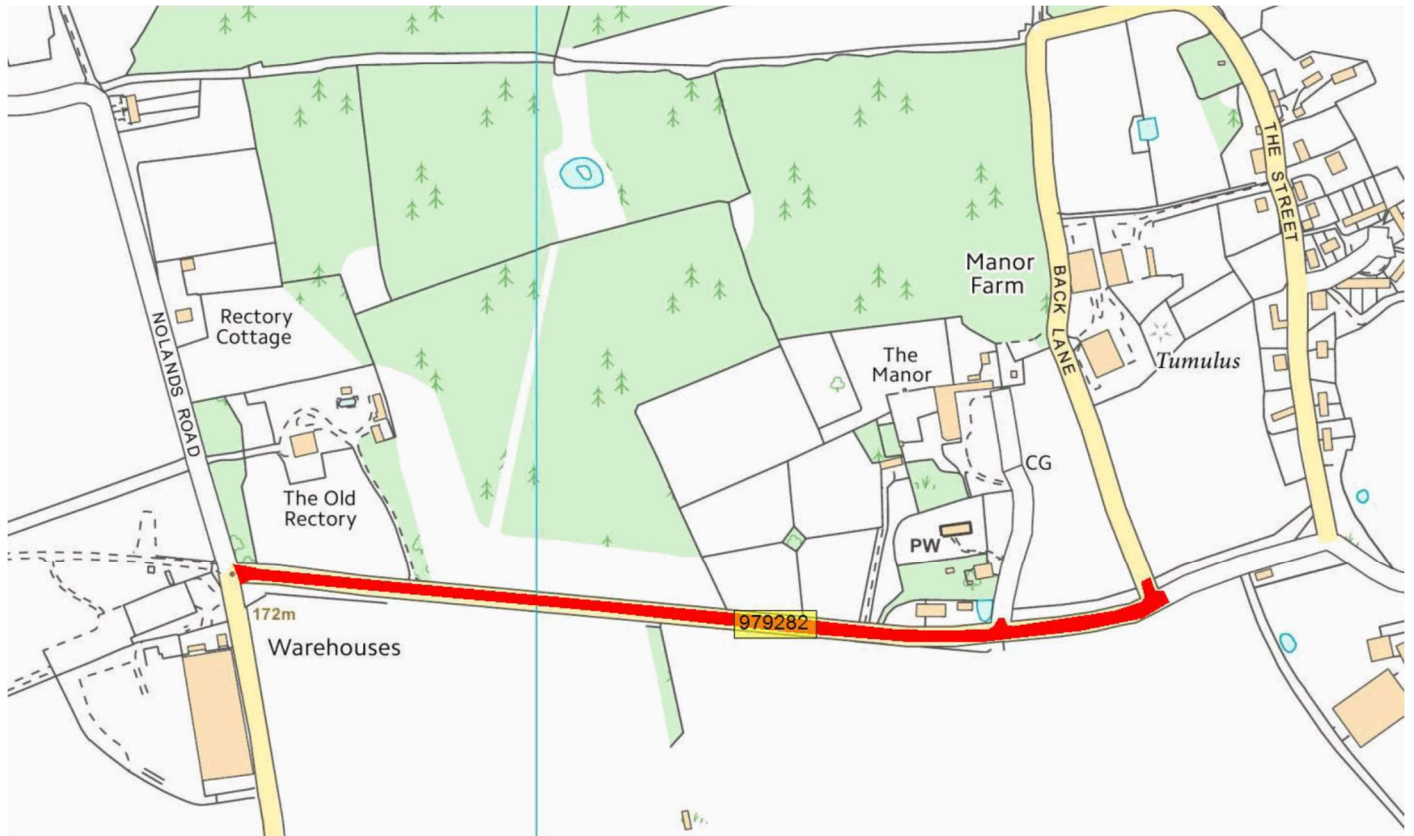 THE STREET
Manor
Farm
BACK LANE
Rectory
Cottage
NOLANDS ROAD
The
Manor
Tumulus
CG
The Old
Rectory
PW
172m
979282
Warehouses